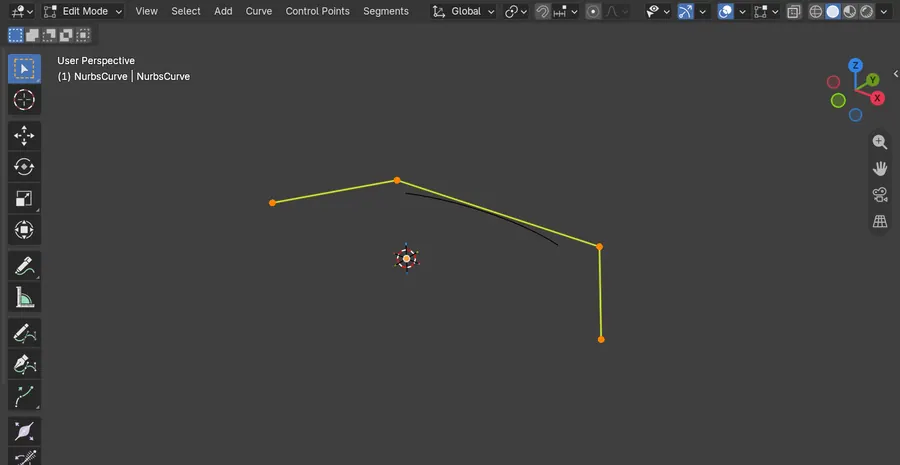 Edit Mode View Select Add Curve Control Points Segments Global
User Perspective
(1) NurbsCurve | NurbsCurve
Z
Y
X